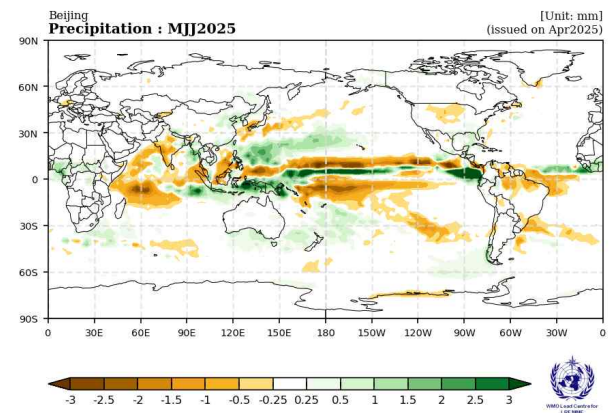 Beijing
[Unit: mm]
Precipitation : MJJ2025
(issued on Apr2025)
90N
60N
30N
0
30S
60S
90S
0 30E 60E 90E 120E 150E 180 150W 120W 90W 60W 30W 0
-3 -2.5 -2 -1.5 -1 -0.5 -0.25 0.25 0.5 1 1.5 2 2.5 3
WMO Lead Centre for